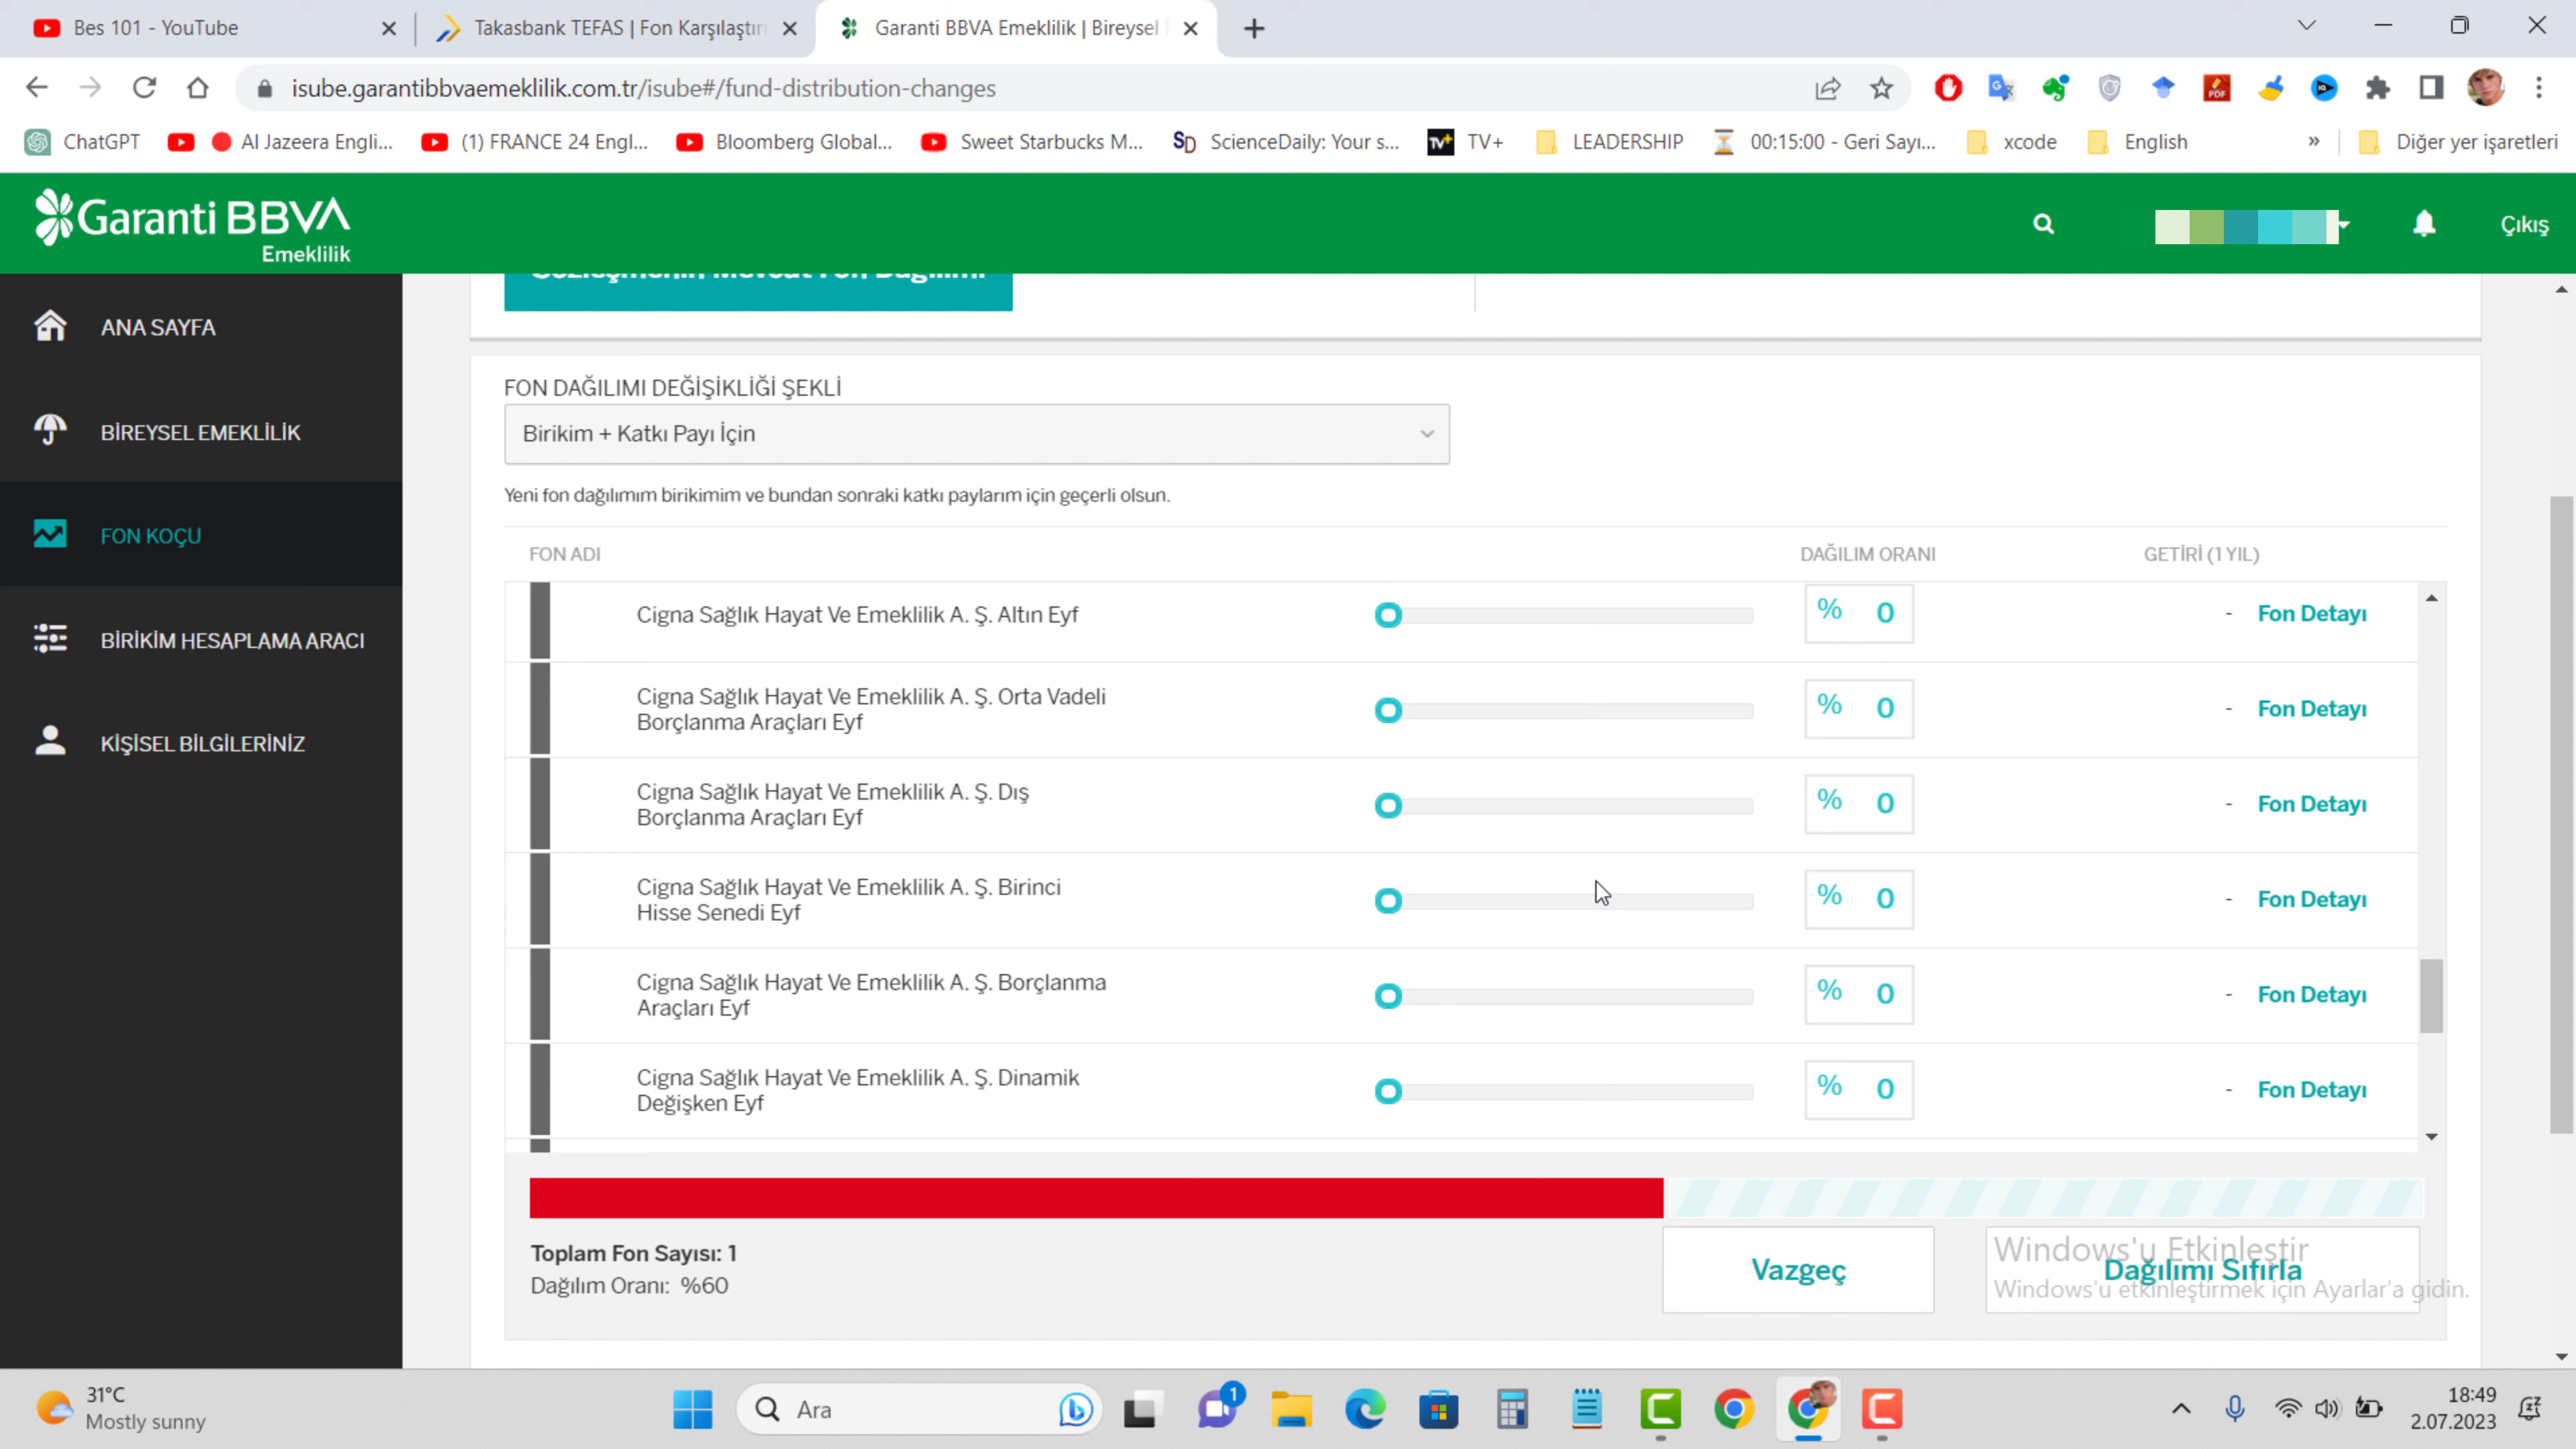 Bes 101 - YouTube
Takasbank TEFAS | Fon Karşılaştır
Garanti BBVA Emeklilik | Bireysel
isube.garantibbvaemeklilik.com.tr/isube#/fund-distribution-changes
ChatGPT
Al Jazeera Engli...
(1) FRANCE 24 Engl...
Bloomberg Global...
Sweet Starbucks M...
SD ScienceDaily: Your s...
TV+ TV+
LEADERSHIP
00:15:00 - Geri Sayı...
xcode
English
»
Diğer yer işaretleri
Garanti BBVA
Emeklilik
Çıkış
Sözleşmenin Mevcut Fon Dağılımı
ANA SAYFA
BİREYSEL EMEKLİLİK
FON KOÇU
BİRİKİM HESAPLAMA ARACI
KİŞİSEL BİLGİLERİNİZ
FON DAĞILIMI DEĞİŞİKLİĞİ ŞEKLİ
Birikim + Katkı Payı İçin
Yeni fon dağılımım birikimim ve bundan sonraki katkı paylarım için geçerli olsun.
FON ADI DAĞILIM ORANI GETİRİ (1 YIL)
Cigna Sağlık Hayat Ve Emeklilik A. Ş. Altın Eyf % 0 - Fon Detayı
Cigna Sağlık Hayat Ve Emeklilik A. Ş. Orta Vadeli
Borçlanma Araçları Eyf % 0 - Fon Detayı
Cigna Sağlık Hayat Ve Emeklilik A. Ş. Dış
Borçlanma Araçları Eyf % 0 - Fon Detayı
Cigna Sağlık Hayat Ve Emeklilik A. Ş. Birinci
Hisse Senedi Eyf % 0 - Fon Detayı
Cigna Sağlık Hayat Ve Emeklilik A. Ş. Borçlanma
Araçları Eyf % 0 - Fon Detayı
Cigna Sağlık Hayat Ve Emeklilik A. Ş. Dinamik
Değişken Eyf % 0 - Fon Detayı
Toplam Fon Sayısı: 1
Dağılım Oranı: %60
Vazgeç
Dağılımı Sıfırla
Windows'u Etkinleştir
Windows'u etkinleştirmek için Ayarlar'a gidin.
31°C
Mostly sunny
Ara
1
18:49
2.07.2023